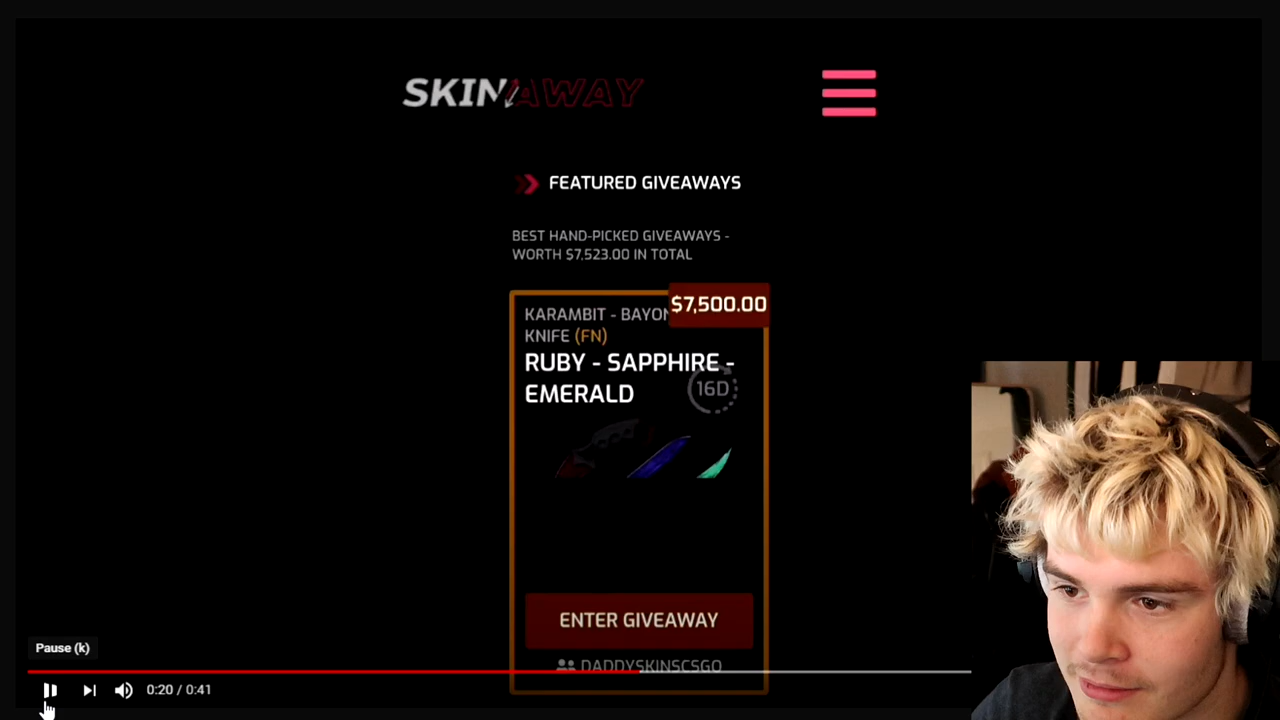 SKINAWAY
FEATURED GIVEAWAYS
BEST HAND-PICKED GIVEAWAYS -
WORTH $7,523.00 IN TOTAL
$7,500.00
KARAMBIT - BAYON
KNIFE (FN)
RUBY - SAPPHIRE -
EMERALD
16D
ENTER GIVEAWAY
DADDYSKINSCSGO
Pause (k)
0:20 / 0:41